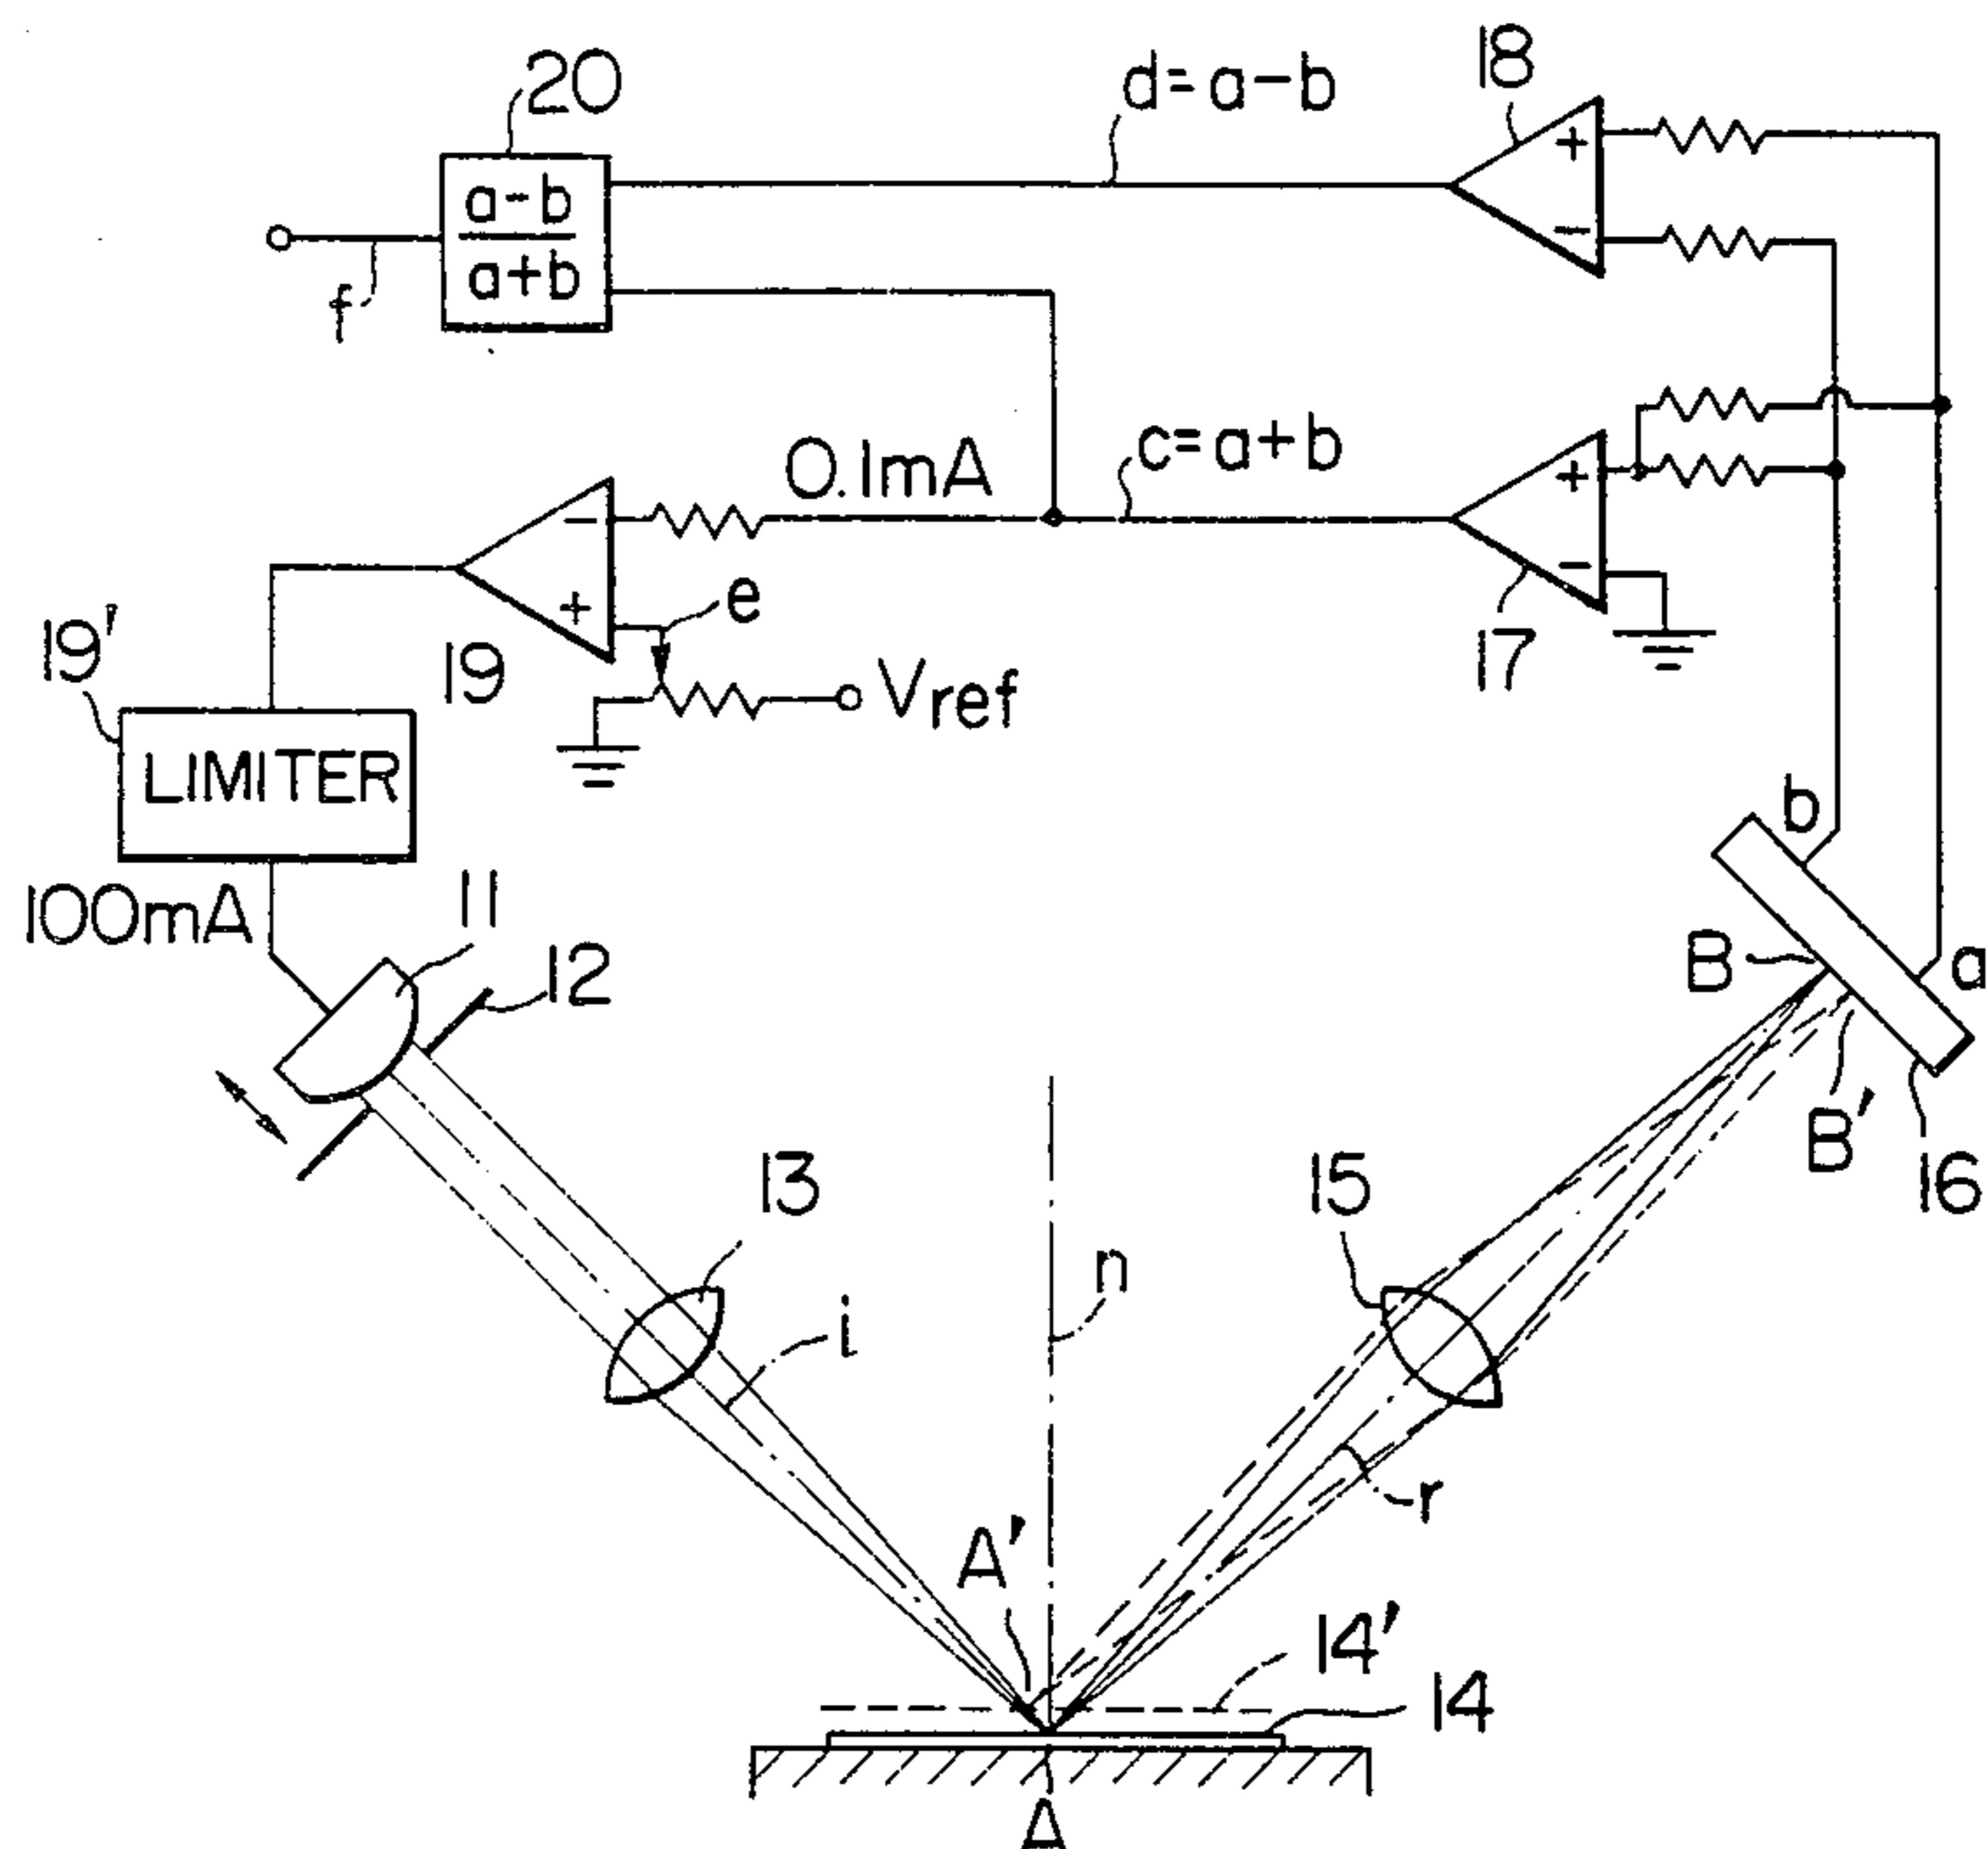 20
d=a-b
18
+
-
a-b
a+b
f
0.1mA
c=a+b
+
-
17
-
+
e
19
19'
Vref
LIMITER
100mA
11
12
b
a
B
B'
16
13
i
n
15
r
A'
14'
14
A